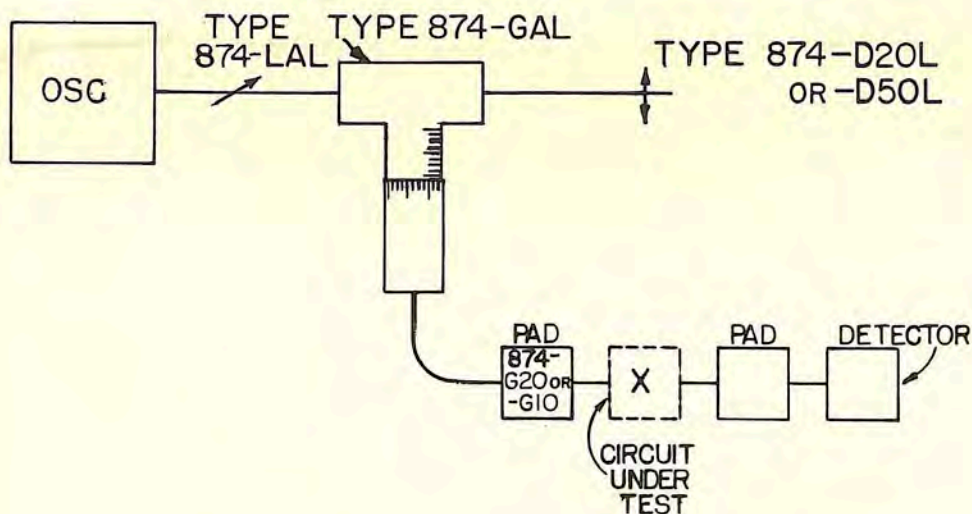 TYPE
874-LAL
TYPE 874-GAL
TYPE 874-D20L
OR -D50L
OSC
PAD
874-
G20 OR
-G10
X
PAD
DETECTOR
CIRCUIT
UNDER
TEST